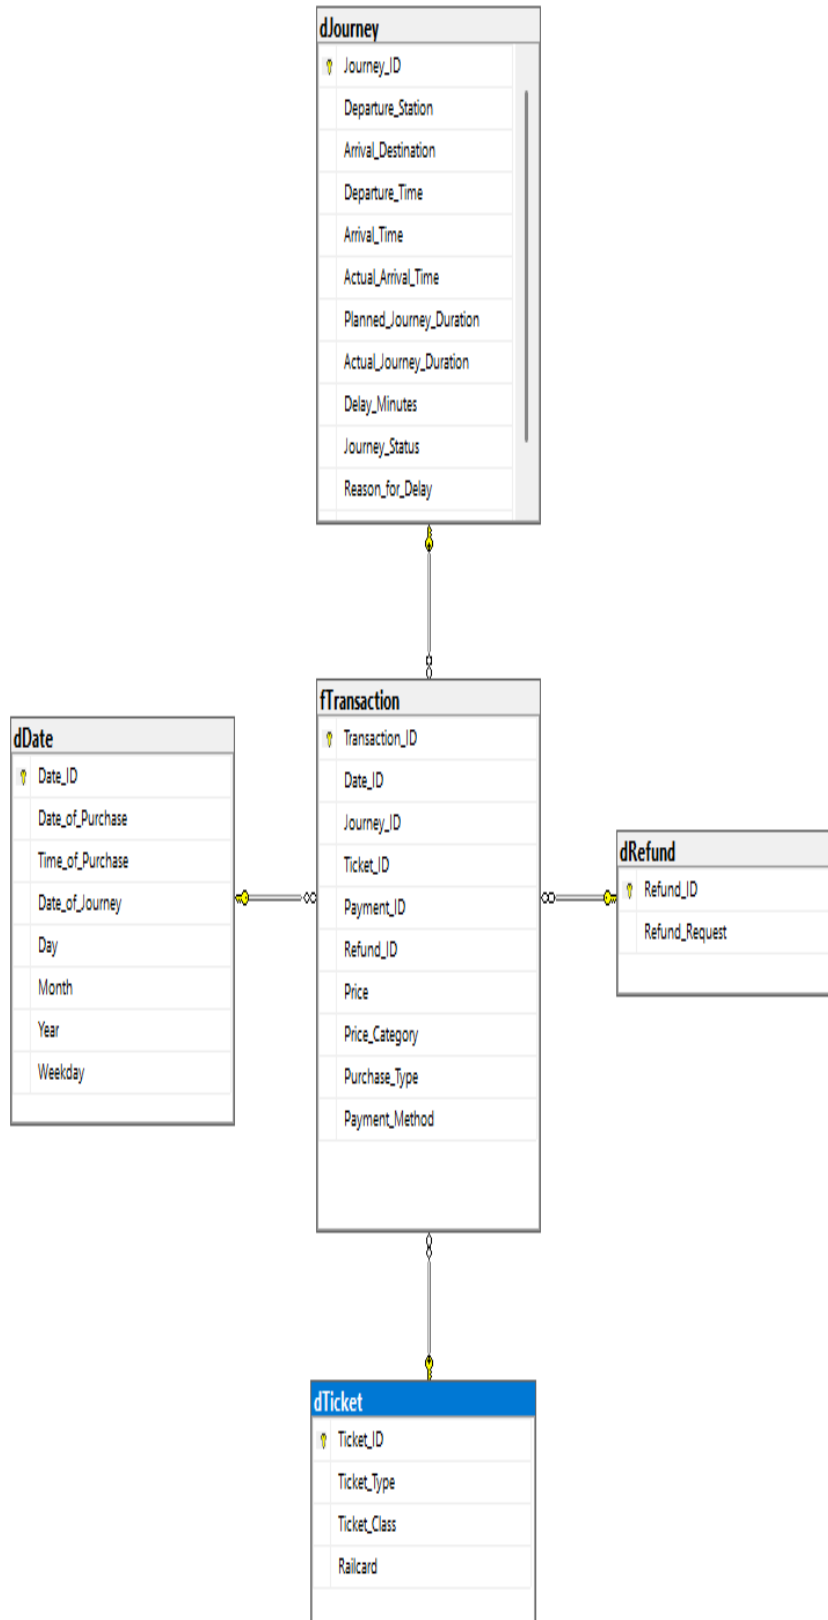 dJourney
Journey_ID
Departure_Station
Arrival_Destination
Departure_Time
Arrival_Time
Actual_Arrival_Time
Planned_Journey_Duration
Actual_Journey_Duration
Delay_Minutes
Journey_Status
Reason_for_Delay
dDate
Date_ID
Date_of_Purchase
Time_of_Purchase
Date_of_Journey
Day
Month
Year
Weekday
fTransaction
Transaction_ID
Date_ID
Journey_ID
Ticket_ID
Payment_ID
Refund_ID
Price
Price_Category
Purchase_Type
Payment_Method
dRefund
Refund_ID
Refund_Request
dTicket
Ticket_ID
Ticket_Type
Ticket_Class
Railcard